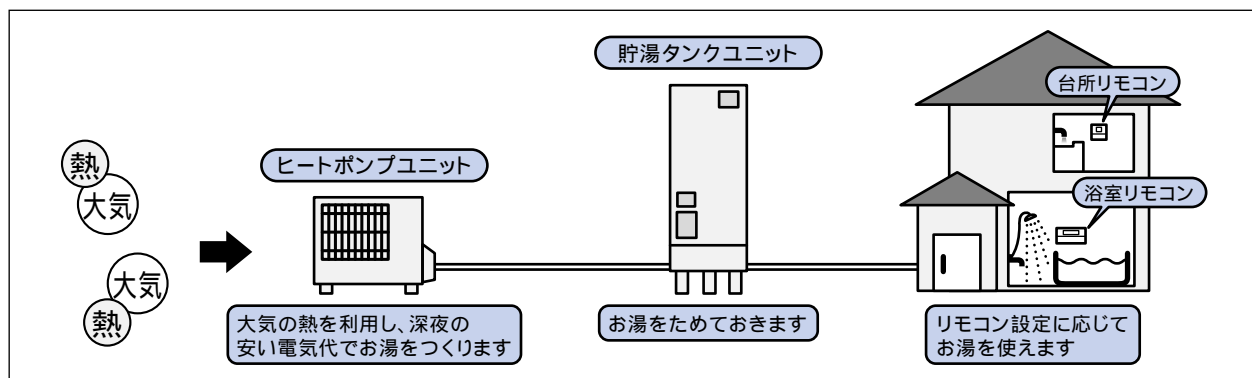 熱
大気
大気
熱
ヒートポンプユニット
大気の熱を利用し、深夜の
安い電気代でお湯をつくります
貯湯タンクユニット
お湯をためておきます
台所リモコン
浴室リモコン
リモコン設定に応じて
お湯を使えます